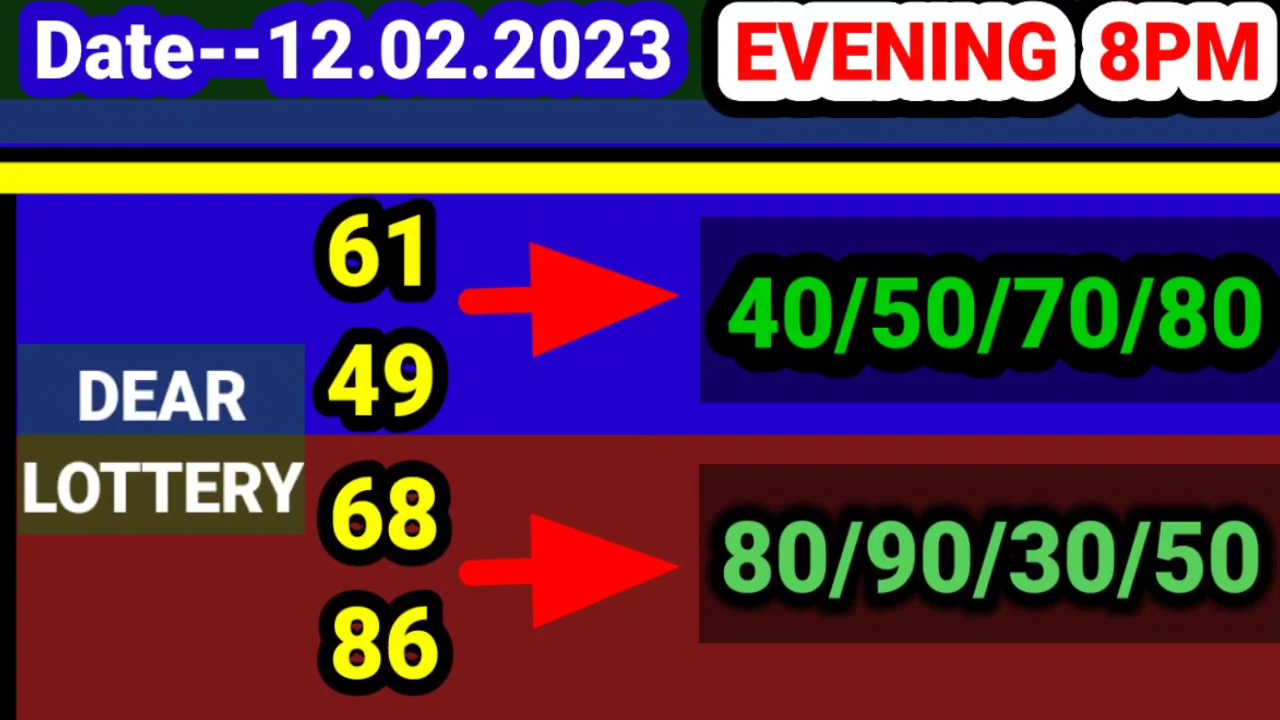 Date--12.02.2023 EVENING 8PM
61
40/50/70/80
49
DEAR
LOTTERY
68
80/90/30/50
86